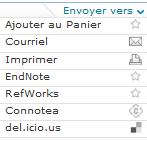 Envoyer vers
Ajouter au Panier
Courriel
Imprimer
EndNote
RefWorks
Connotea
del.icio.us